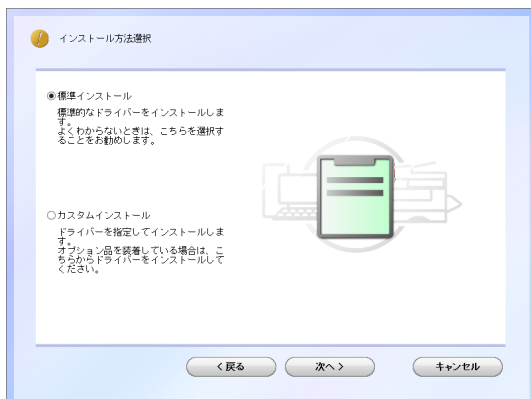 インストール方法選択
標準インストール
標準的なドライバーをインストールしま
す。
よくわからないときは、こちらを選択す
ることをお勧めします。
カスタムインストール
ドライバーを指定してインストールしま
す。
オプション品を装着している場合は、こ
ちらからドライバーをインストールして
ください。
< 戻る
次へ >
キャンセル